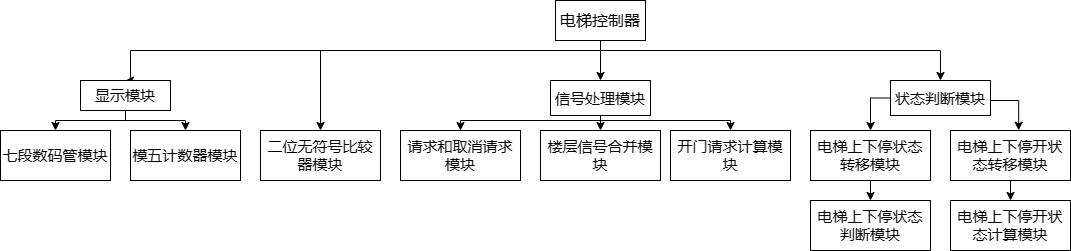 电梯控制器
显示模块
信号处理模块
状态判断模块
七段数码管模块
模五计数器模块
二位无符号比较
器模块
请求和取消请求
模块
楼层信号合并模
块
开门请求计算模
块
电梯上下停状态
转移模块
电梯上下停开状
态转移模块
电梯上下停状态
判断模块
电梯上下停开状
态计算模块